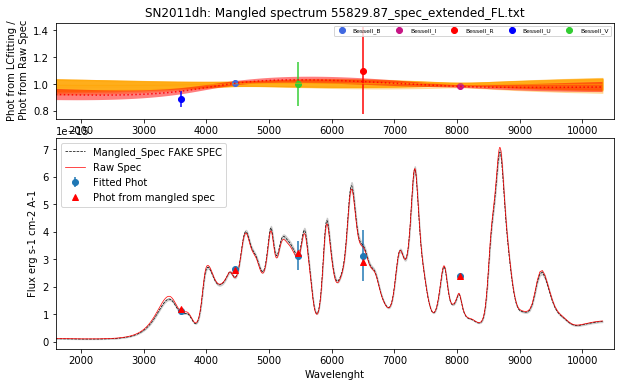 SN2011dh: Mangled spectrum 55829.87_spec_extended_FL.txt
Phot from LCfitting /
Phot from Raw Spec
1.4
1.2
1.0
0.8
Bessell_B Bessell_I Bessell_R Bessell_U Bessell_V
2000 3000 4000 5000 6000 7000 8000 9000 10000
Flux erg s-1 cm-2 A-1
7
6
5
4
3
2
1
0
Mangled_Spec FAKE SPEC
Raw Spec
Fitted Phot
Phot from mangled spec
2000 3000 4000 5000 6000 7000 8000 9000 10000
Wavelenght